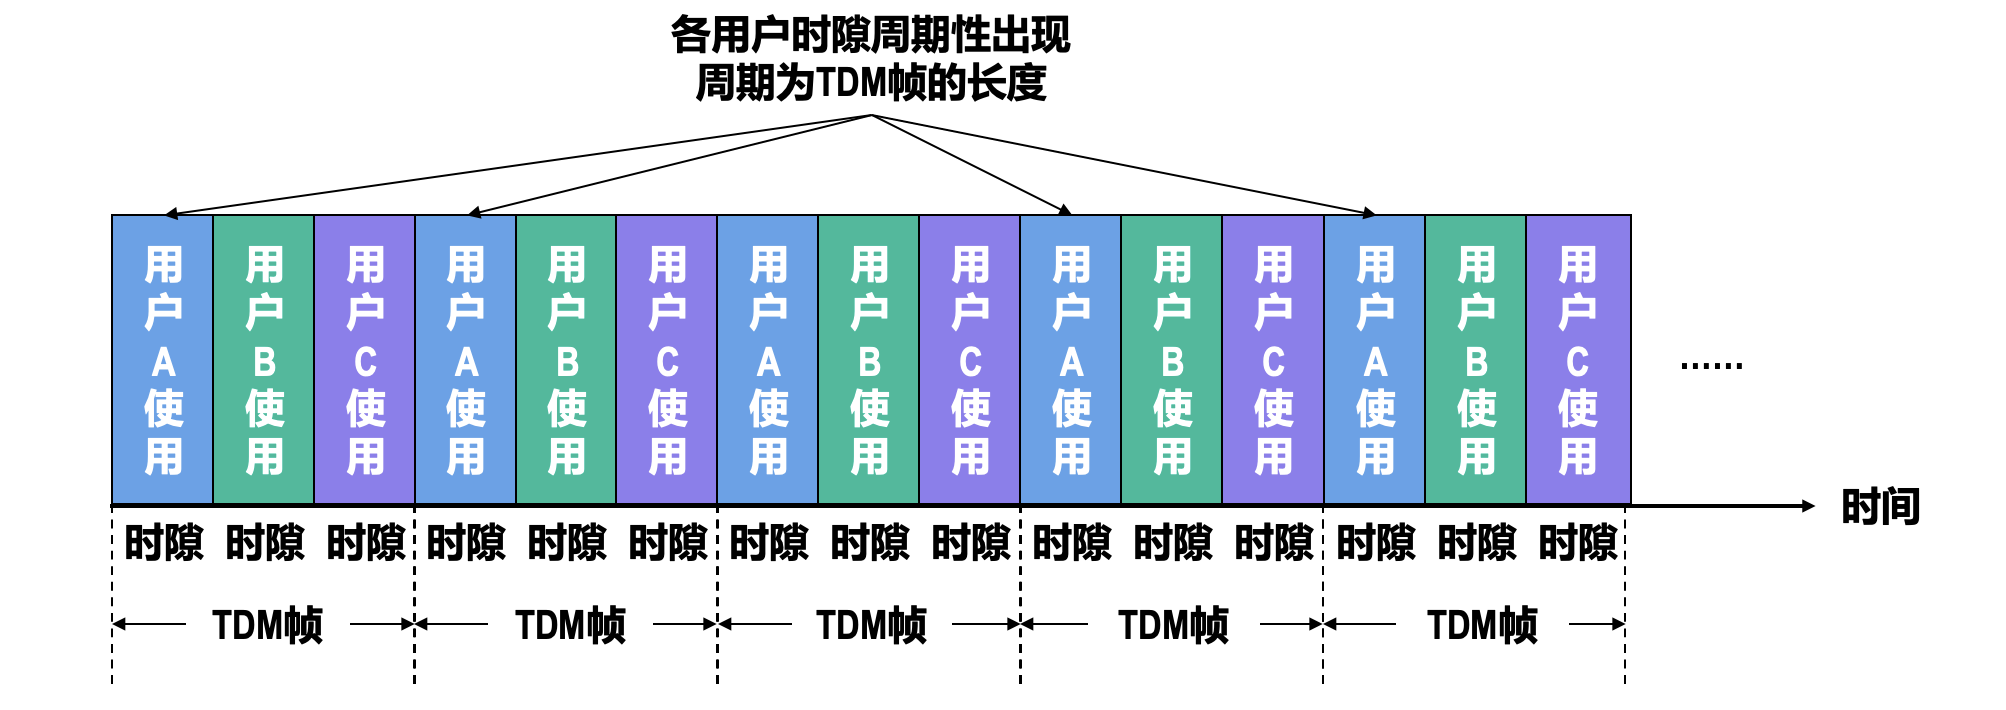 各用户时隙周期性出现
周期为TDM帧的长度
用户A使用
用户B使用
用户C使用
用户A使用
用户B使用
用户C使用
用户A使用
用户B使用
用户C使用
用户A使用
用户B使用
用户C使用
用户A使用
用户B使用
用户C使用
……
时间
时隙 时隙 时隙 时隙 时隙 时隙 时隙 时隙 时隙 时隙 时隙 时隙 时隙 时隙 时隙
TDM帧 TDM帧 TDM帧 TDM帧 TDM帧